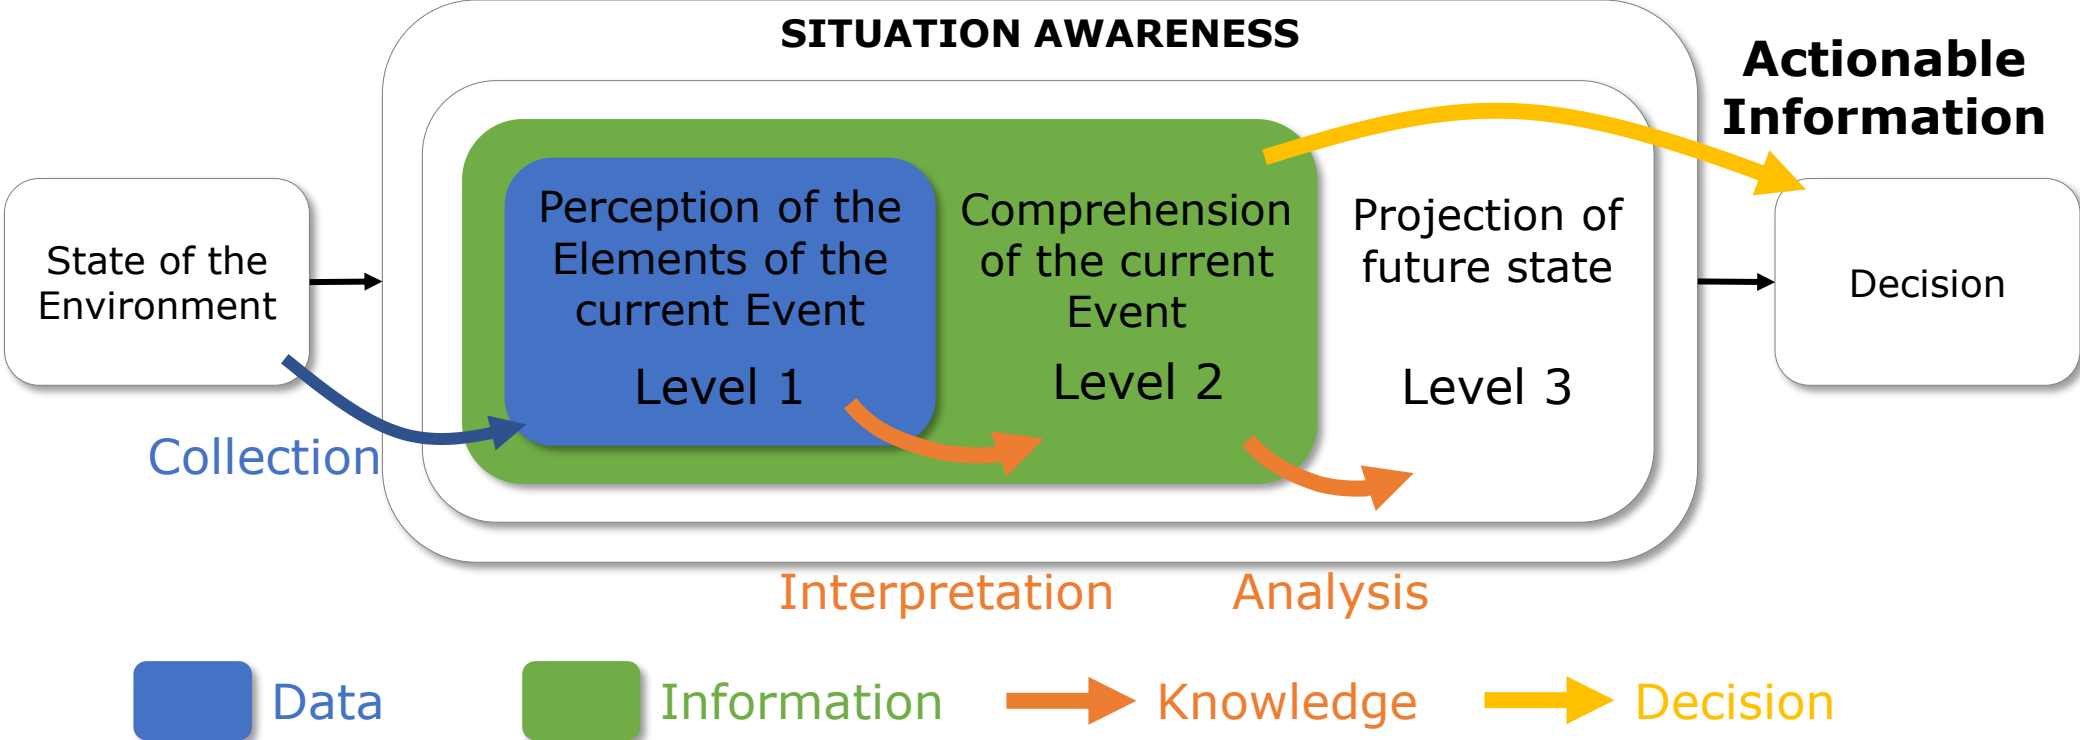 SITUATION AWARENESS
Actionable
Information
State of the
Environment
Perception of the
Elements of the
current Event
Level 1
Comprehension
of the current
Event
Level 2
Projection of
future state
Level 3
Decision
Collection
Interpretation
Analysis
Data
Information
Knowledge
Decision